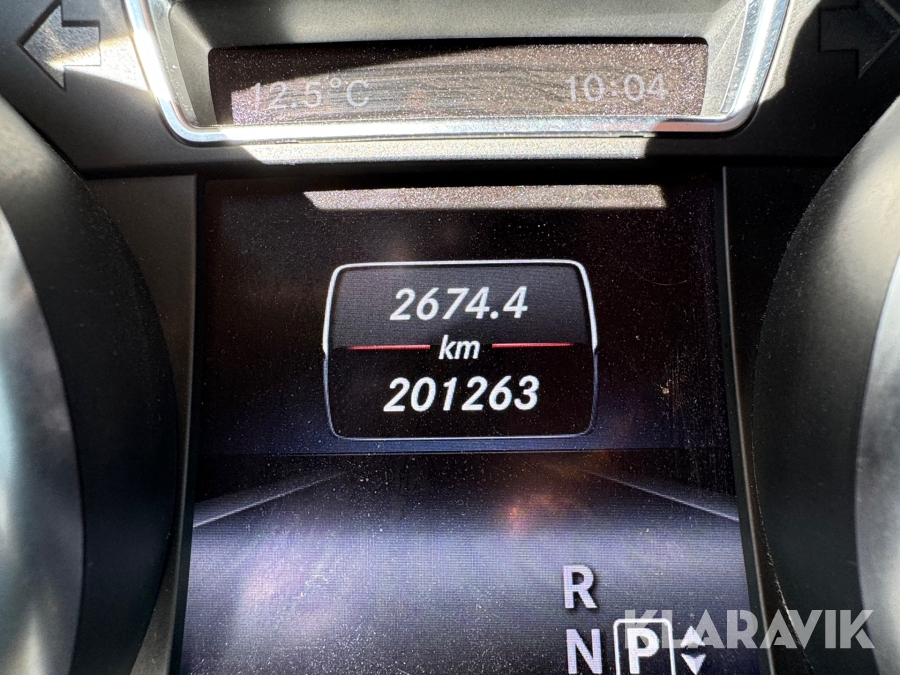 12.5°C 10:04
2674.4
km
201263
R
N P
KLARAVIK